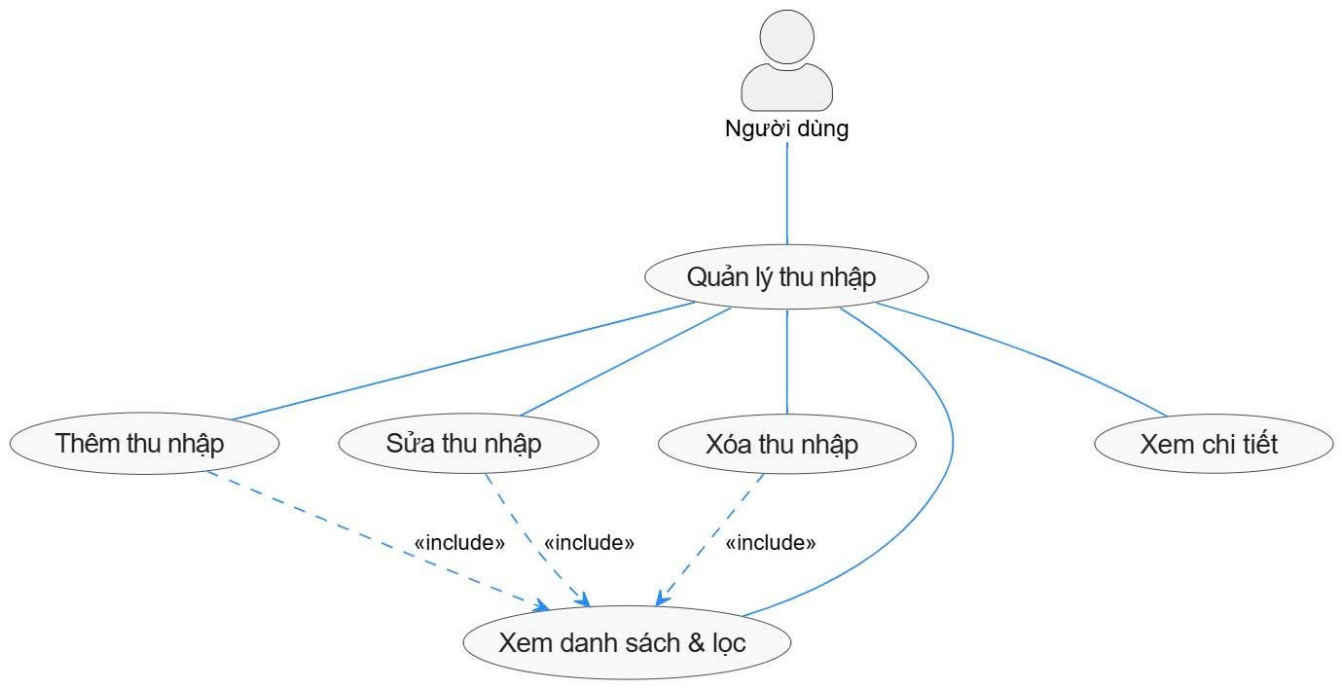 Người dùng
Quản lý thu nhập
Thêm thu nhập
Sửa thu nhập
Xóa thu nhập
Xem chi tiết
«include»
«include»
«include»
Xem danh sách & lọc